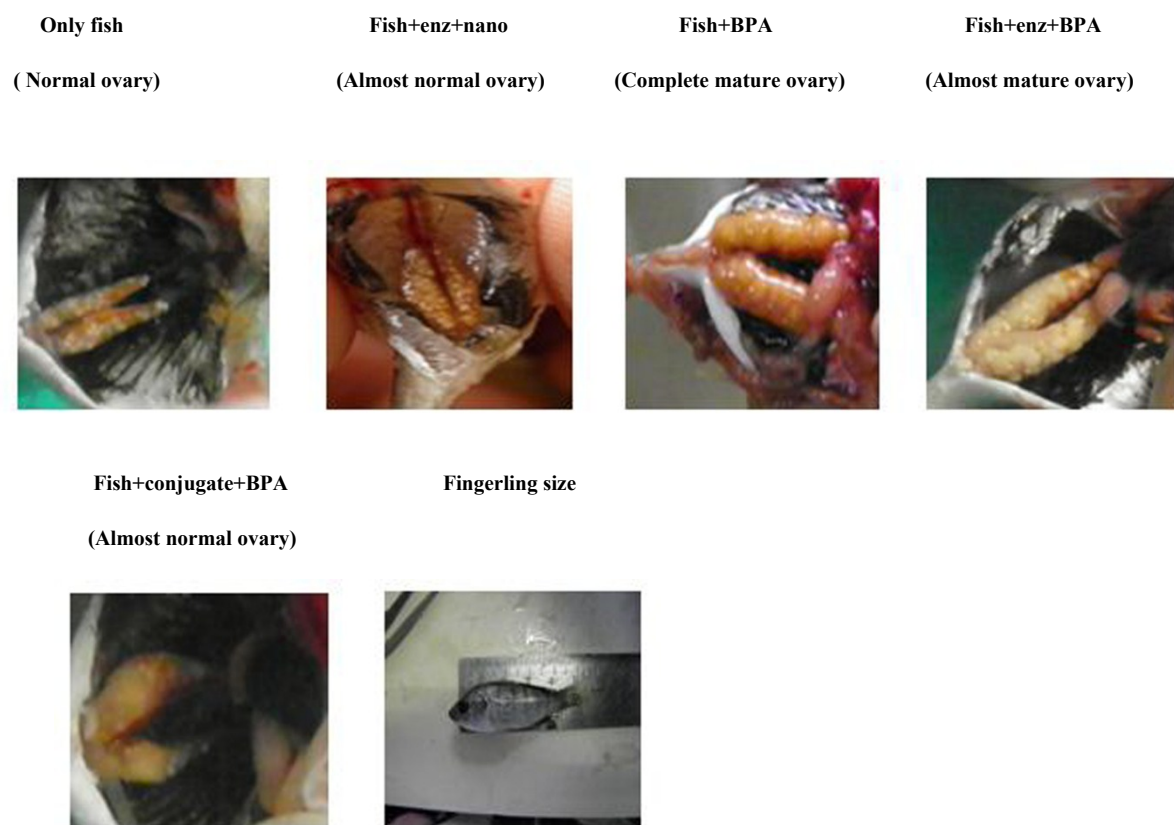 Only fish
Fish+enz+nano
Fish+BPA
Fish+enz+BPA
( Normal ovary)
(Almost normal ovary)
(Complete mature ovary)
(Almost mature ovary)
Fish+conjugate+BPA
Fingerling size
(Almost normal ovary)